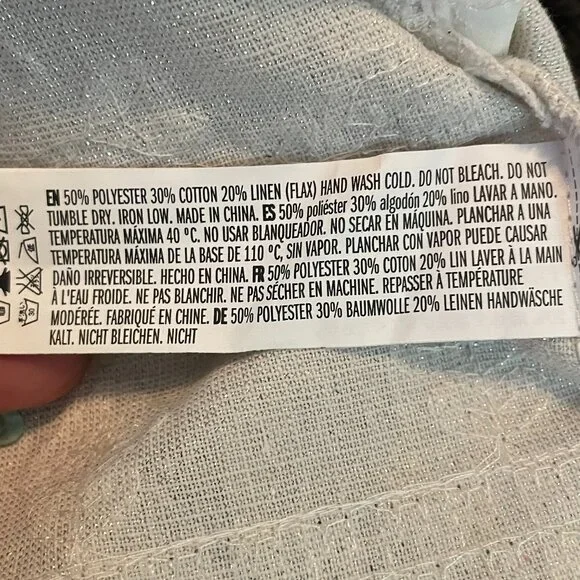 EN 50% POLYESTER 30% COTTON 20% LINEN (FLAX) HAND WASH COLD. DO NOT BLEACH. DO NOT
TUMBLE DRY. IRON LOW. MADE IN CHINA. ES 50% poliéster 30% algodón 20% lino LAVAR A MANO.
TEMPERATURA MÁXIMA 40 °C. NO USAR BLANQUEADOR. NO SECAR EN MÁQUINA. PLANCHAR A UNA
TEMPERATURA MÁXIMA DE LA BASE DE 110 °C, SIN VAPOR. PLANCHAR CON VAPOR PUEDE CAUSAR
DAÑO IRREVERSIBLE. HECHO EN CHINA. FR 50% POLYESTER 30% COTON 20% LIN LAVER À LA MAIN
À L'EAU FROIDE. NE PAS BLANCHIR. NE PAS SÉCHER EN MACHINE. REPASSER À TEMPÉRATURE
MODÉRÉE. FABRIQUÉ EN CHINE. DE 50% POLYESTER 30% BAUMWOLLE 20% LEINEN HANDWÄSCHE
KALT. NICHT BLEICHEN. NICHT
30